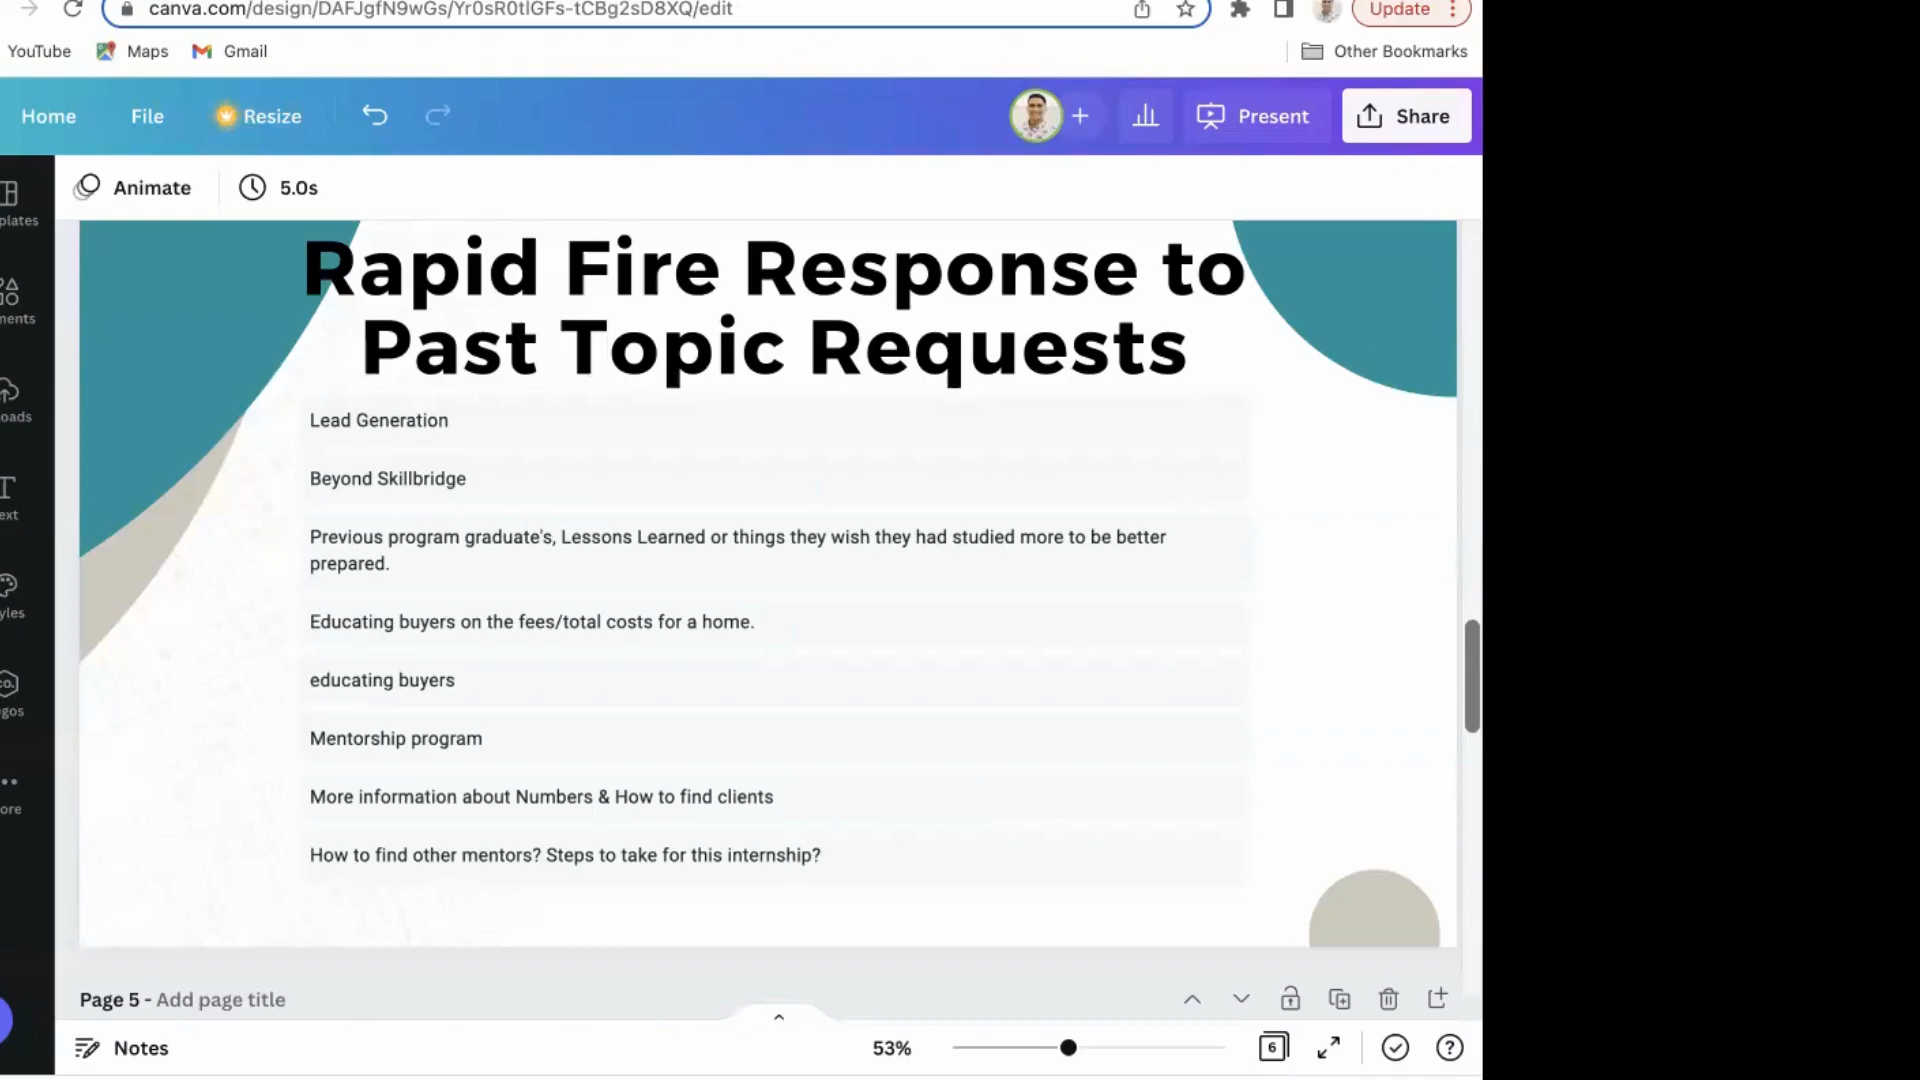 canva.com/design/DAFJgfN9wGs/Yr0sR0tlGFs-tCBg2sD8XQ/edit
Update
YouTube
Maps
Gmail
Other Bookmarks
Home
File
Resize
+
Present
Share
Animate
5.0s
plates
ments
oads
ext
yles
co.
gos
ore
Rapid Fire Response to
Past Topic Requests
Lead Generation
Beyond Skillbridge
Previous program graduate's, Lessons Learned or things they wish they had studied more to be better
prepared.
Educating buyers on the fees/total costs for a home.
educating buyers
Mentorship program
More information about Numbers & How to find clients
How to find other mentors? Steps to take for this internship?
Page 5 - Add page title
Notes
53%
6
?